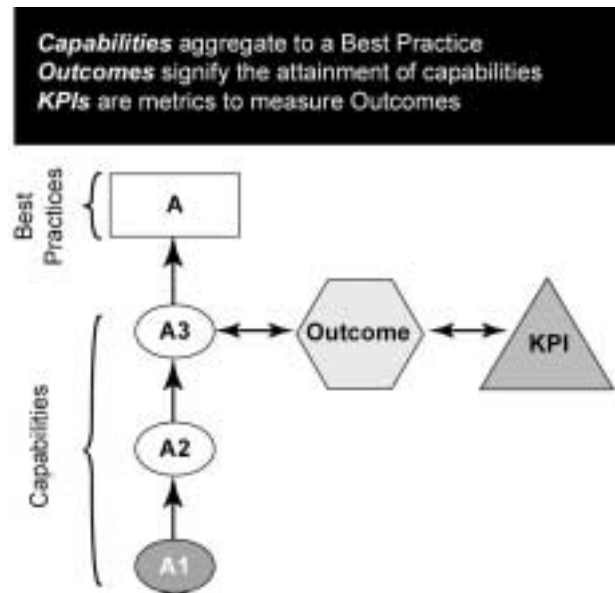 Capabilities aggregate to a Best Practice
Outcomes signify the attainment of capabilities
KPIs are metrics to measure Outcomes
Best
Practices
A
A3
Outcome
KPI
Capabilities
A2
A1